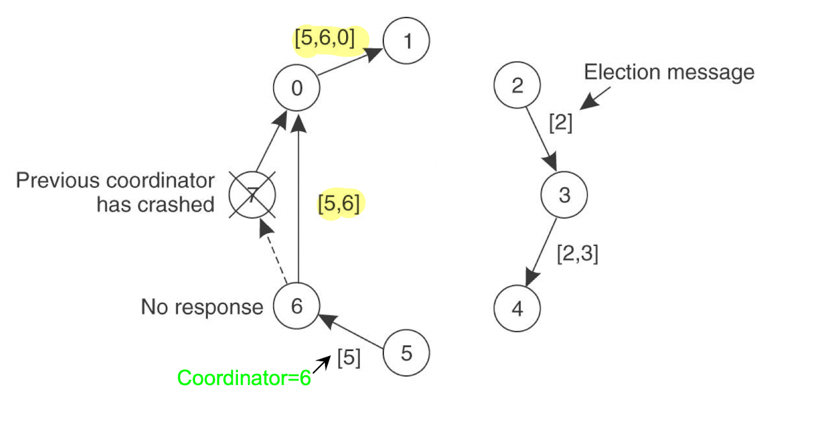 [5,6,0]
1
0
2
Election message
[2]
Previous coordinator
has crashed
7
[5,6]
3
[2,3]
No response
6
4
5
[5]
Coordinator=6